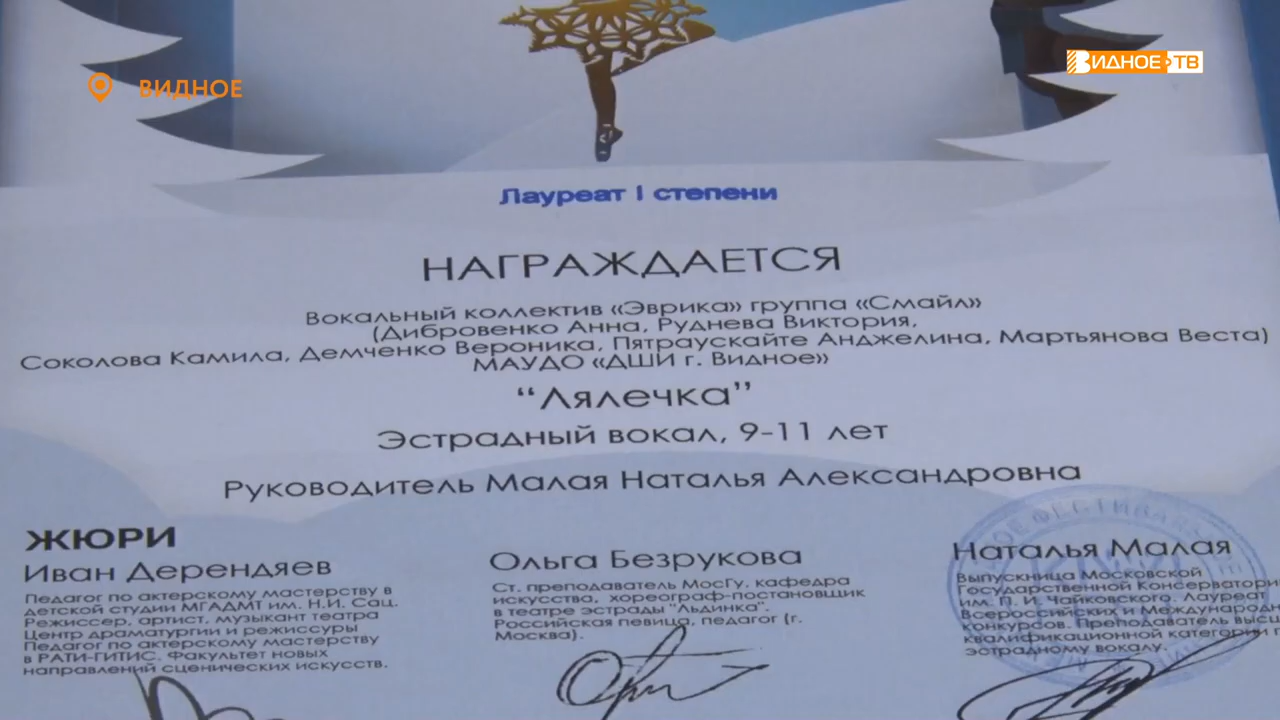 ВИДНОЕ
ВИДНОЕ ТВ
Лауреат I степени
НАГРАЖДАЕТСЯ
Вокальный коллектив «Эврика» группа «Смайл»
(Дибровенко Анна, Руднева Виктория,
Соколова Камила, Демченко Вероника, Пятраускайте Анджелина, Мартьянова Веста)
МАУДО «ДШИ г. Видное»
“Лялечка”
Эстрадный вокал, 9-11 лет
Руководитель Малая Наталья Александровна
ЖЮРИ
Иван Дерендяев
Педагог по актерскому мастерству в
детской студии МГАДМТ им. Н.И. Сац.
Режиссер, артист, музыкант театра
Центр драматургии и режиссуры
Педагог по актерскому мастерству
в РАТИ-ГИТИС. Факультет новых
направлений сценических искусств.
Ольга Безрукова
Ст. преподаватель МосГу, кафедра
искусства, хореограф-постановщик
в театре эстрады "Льдинка".
Российская певица, педагог (г.
Москва).
Наталья Малая
Выпускница Московской
Государственной Консерватори
им. П. И. Чайковского. Лауреат
Всероссийских и Международн
конкурсов. Преподаватель высш
квалификационной категории п
эстрадному вокалу.